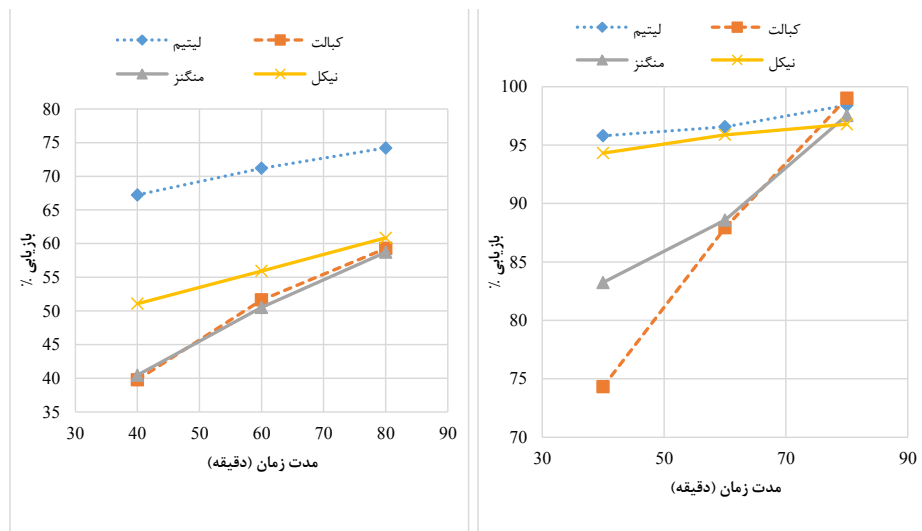 لیتیم
کبالت
منگنز
نیکل
80
75
70
65
60
55
50
45
40
35
30 40 50 60 70 80 90
بازیابی %
مدت زمان (دقیقه)
لیتیم
کبالت
منگنز
نیکل
100
95
90
85
80
75
70
30 50 70 90
بازیابی %
مدت زمان (دقیقه)